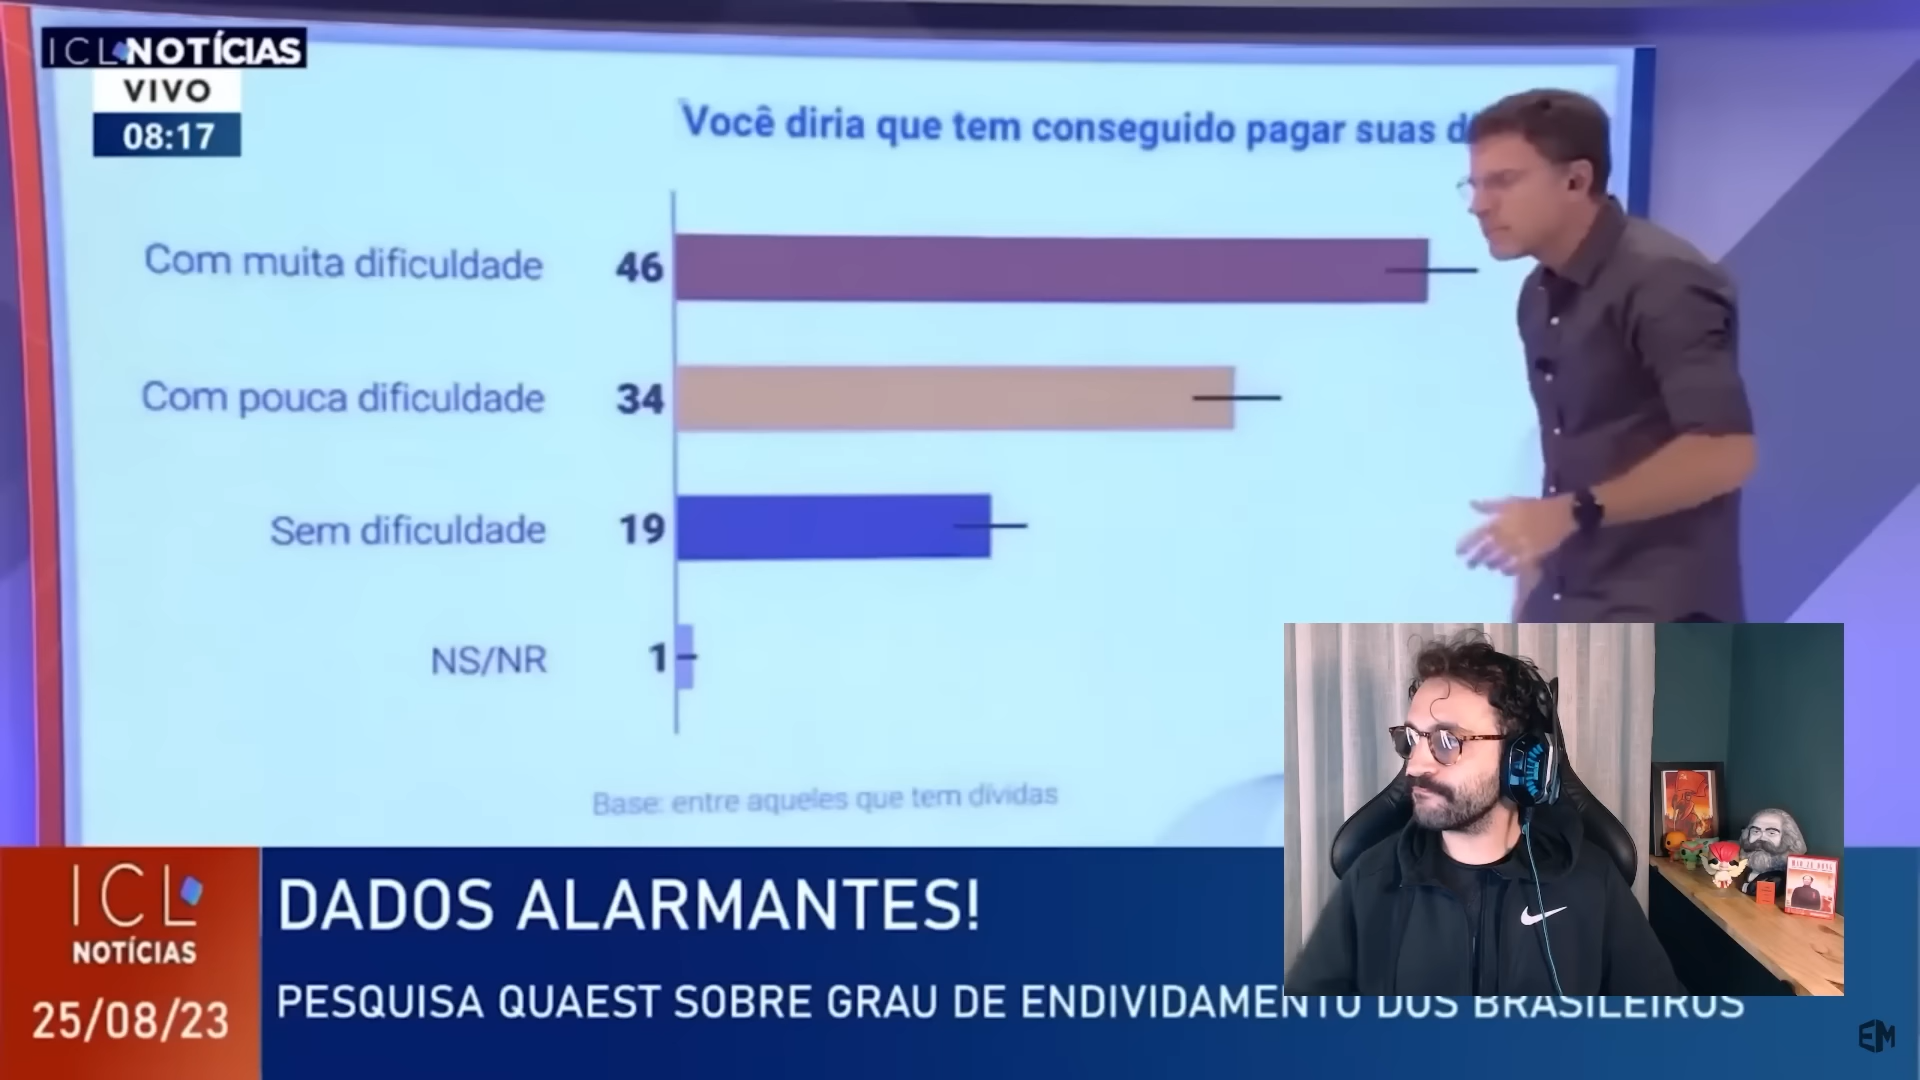 ICL NOTÍCIAS
VIVO
08:17
Você diria que tem conseguido pagar suas
Com muita dificuldade 46
Com pouca dificuldade 34
Sem dificuldade 19
NS/NR 1
Base: entre aqueles que tem dívidas
ICL
NOTÍCIAS
25/08/23
DADOS ALARMANTES!
PESQUISA QUAEST SOBRE GRAU DE ENDIVIDAMENTO DOS BRASILEIROS
EM